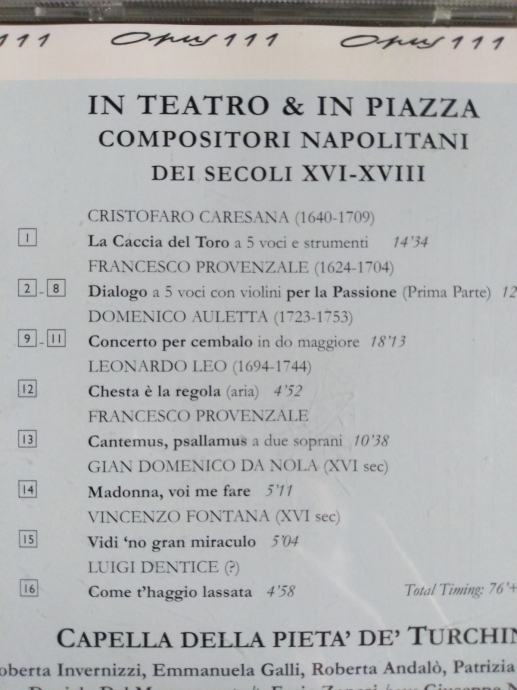 111 Opus 111 Opus 111
IN TEATRO & IN PIAZZA
COMPOSITORI NAPOLITANI
DEI SECOLI XVI-XVIII
CRISTOFARO CARESANA (1640-1709)
1 La Caccia del Toro a 5 voci e strumenti 14'34
FRANCESCO PROVENZALE (1624-1704)
2 - 8 Dialogo a 5 voci con violini per la Passione (Prima Parte) 12
DOMENICO AULETTA (1723-1753)
9 - 11 Concerto per cembalo in do maggiore 18'13
LEONARDO LEO (1694-1744)
12 Chesta è la regola (aria) 4'52
FRANCESCO PROVENZALE
13 Cantemus, psallamus a due soprani 10'38
GIAN DOMENICO DA NOLA (XVI sec)
14 Madonna, voi me fare 5'11
VINCENZO FONTANA (XVI sec)
15 Vidi ‘no gran miraculo 5'04
LUIGI DENTICE (?)
16 Come t'haggio lassata 4'58 Total Timing: 76'+
CAPELLA DELLA PIETA' DE' TURCHIN
oberta Invernizzi, Emmanuela Galli, Roberta Andalò, Patrizia